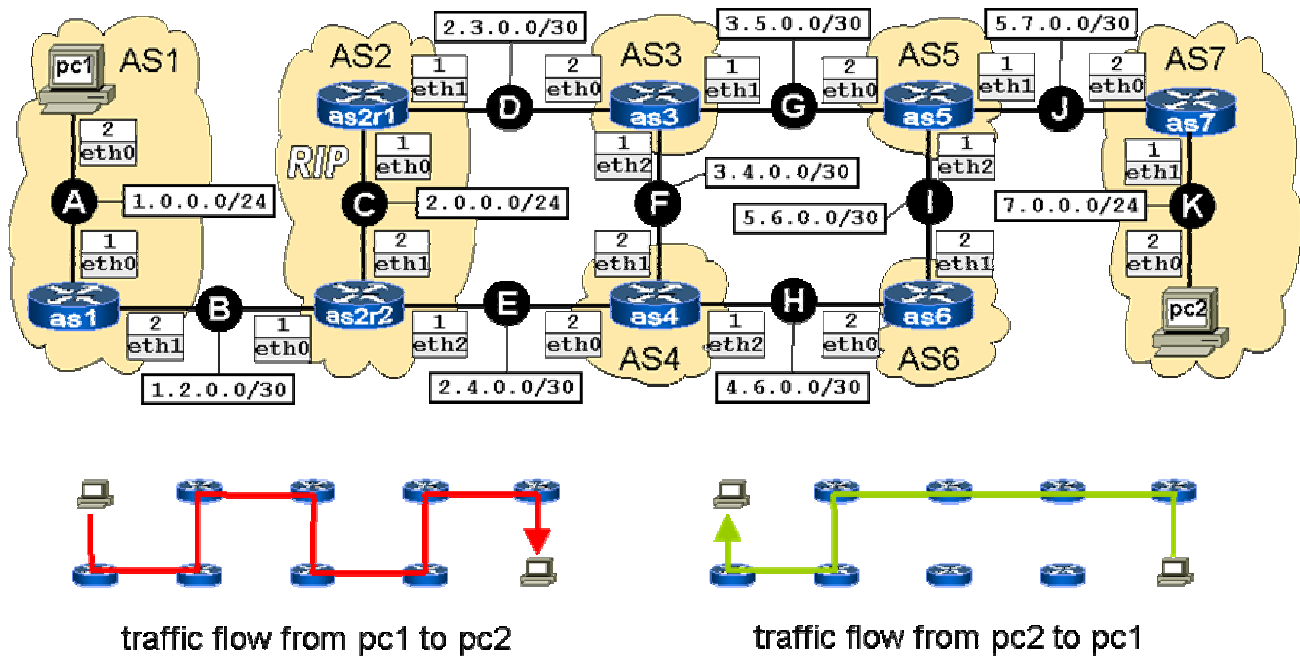 2.3.0.0/30
3.5.0.0/30
5.7.0.0/30
pc1
AS1
AS2
AS3
AS5
AS7
1
eth1
D
2
eth0
1
eth1
G
2
eth0
1
eth1
J
2
eth0
as2r1
as3
as5
as7
2
eth0
RIP
1
eth0
1
eth2
3.4.0.0/30
1
eth2
1
eth1
A
1.0.0.0/24
C
2.0.0.0/24
F
5.6.0.0/30
I
7.0.0.0/24
K
1
eth0
2
eth1
2
eth1
2
eth1
2
eth0
as1
B
as2r2
E
as4
H
as6
pc2
2
eth1
1
eth0
1
eth2
2
eth0
1
eth2
2
eth0
AS4
AS6
1.2.0.0/30
2.4.0.0/30
4.6.0.0/30
traffic flow from pc1 to pc2
traffic flow from pc2 to pc1